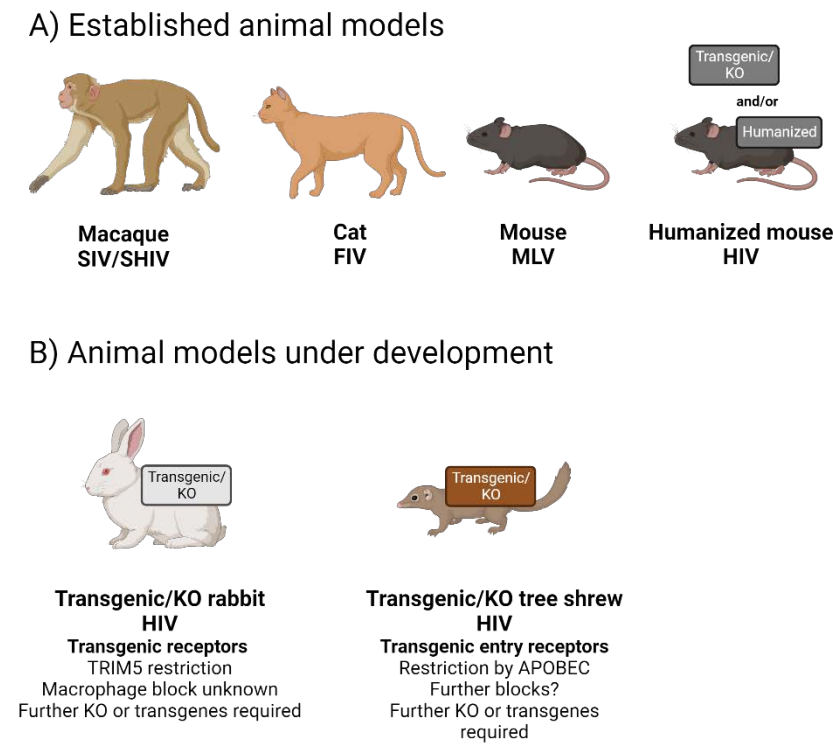 A) Established animal models
Transgenic/
KO
and/or
Humanized
Macaque
SIV/SHIV
Cat
FIV
Mouse
MLV
Humanized mouse
HIV
B) Animal models under development
Transgenic/
KO
Transgenic/KO rabbit
HIV
Transgenic receptors
TRIM5 restriction
Macrophage block unknown
Further KO or transgenes required
Transgenic/
KO
Transgenic/KO tree shrew
HIV
Transgenic entry receptors
Restriction by APOBEC
Further blocks?
Further KO or transgenes
required